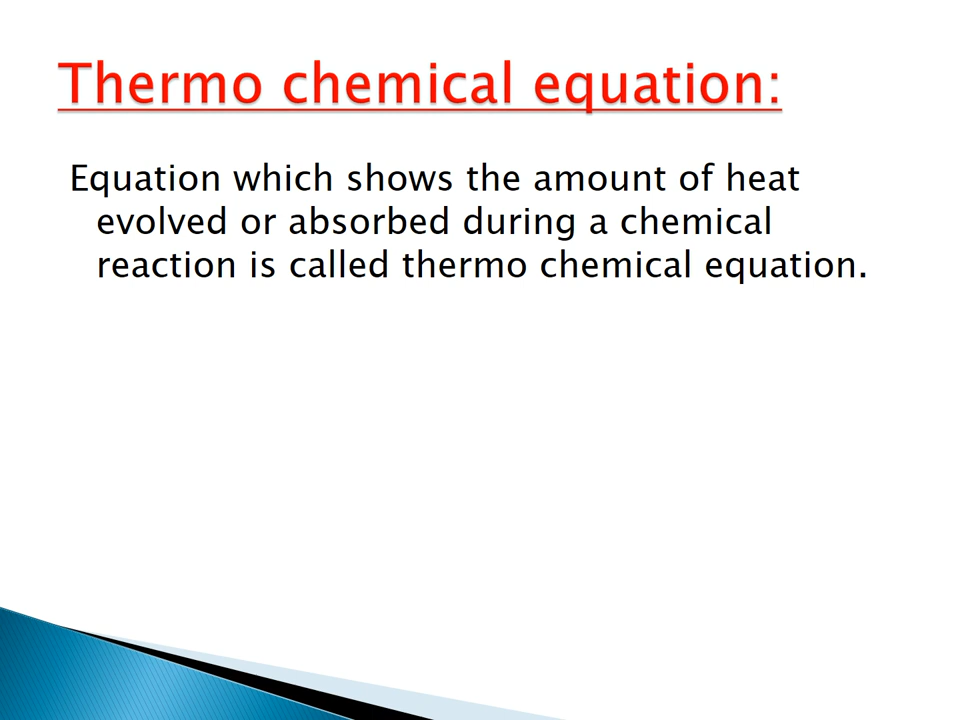 Thermo chemical equation:
Equation which shows the amount of heat
evolved or absorbed during a chemical
reaction is called thermo chemical equation.